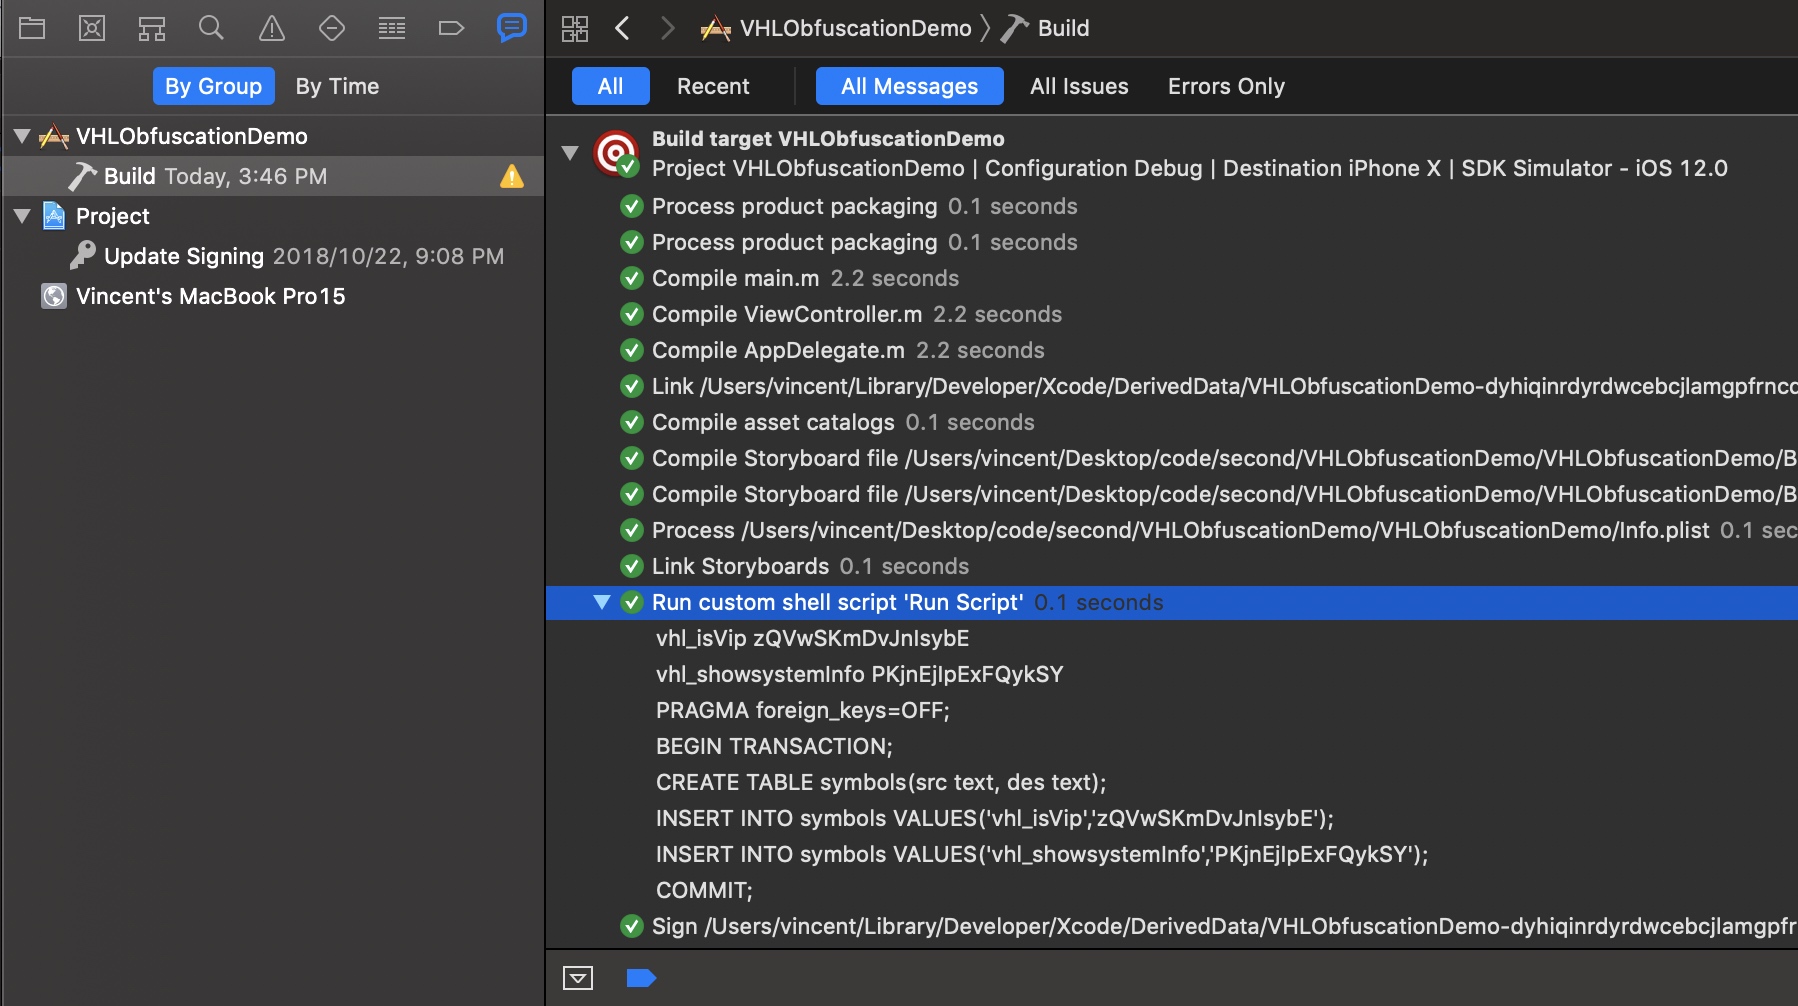 VHLObfuscationDemo 〉 Build
By Group By Time
All Recent All Messages All Issues Errors Only
VHLObfuscationDemo
Build Today, 3:46 PM
Project
Update Signing 2018/10/22, 9:08 PM
Vincent's MacBook Pro15
Build target VHLObfuscationDemo
Project VHLObfuscationDemo | Configuration Debug | Destination iPhone X | SDK Simulator - iOS 12.0
Process product packaging 0.1 seconds
Process product packaging 0.1 seconds
Compile main.m 2.2 seconds
Compile ViewController.m 2.2 seconds
Compile AppDelegate.m 2.2 seconds
Link /Users/vincent/Library/Developer/Xcode/DerivedData/VHLObfuscationDemo-dyhiqinrdyrdwcebcjlamgpfrnc
Compile asset catalogs 0.1 seconds
Compile Storyboard file /Users/vincent/Desktop/code/second/VHLObfuscationDemo/VHLObfuscationDemo/B
Compile Storyboard file /Users/vincent/Desktop/code/second/VHLObfuscationDemo/VHLObfuscationDemo/B
Process /Users/vincent/Desktop/code/second/VHLObfuscationDemo/VHLObfuscationDemo/Info.plist 0.1 sec
Link Storyboards 0.1 seconds
Run custom shell script 'Run Script' 0.1 seconds
vhl_isVip zQVwSKmDvJnIsybE
vhl_showsystemInfo PKjnEjIpExFQykSY
PRAGMA foreign_keys=OFF;
BEGIN TRANSACTION;
CREATE TABLE symbols(src text, des text);
INSERT INTO symbols VALUES('vhl_isVip','zQVwSKmDvJnIsybE');
INSERT INTO symbols VALUES('vhl_showsystemInfo','PKjnEjIpExFQykSY');
COMMIT;
Sign /Users/vincent/Library/Developer/Xcode/DerivedData/VHLObfuscationDemo-dyhiqinrdyrdwcebcjlamgpfr